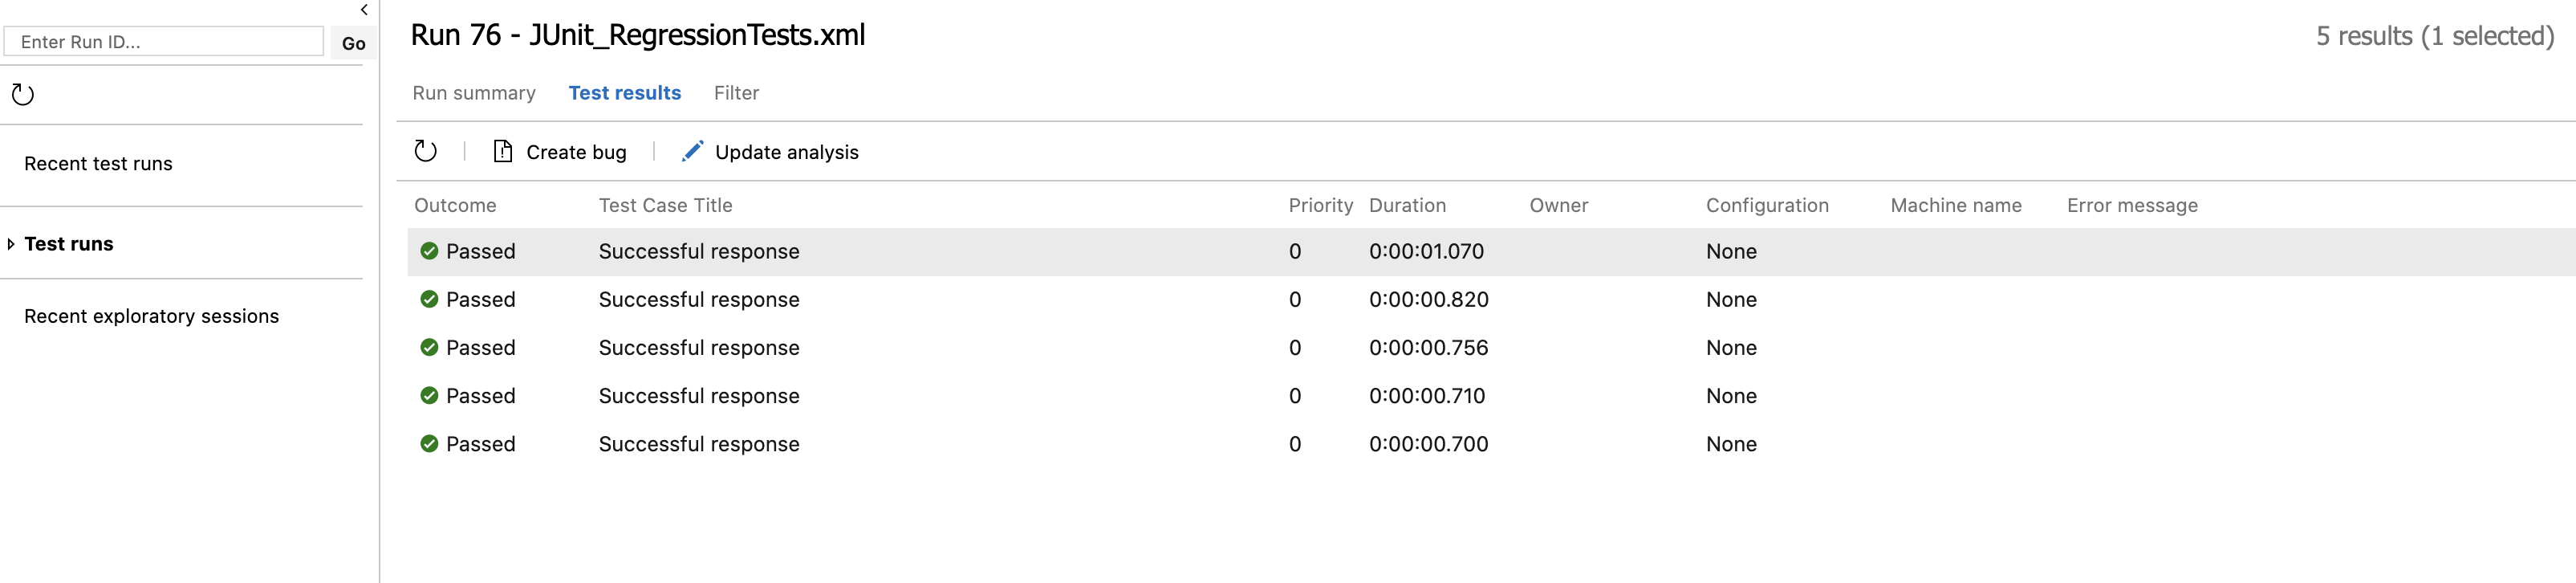 Enter Run ID...
Go
Recent test runs
Test runs
Recent exploratory sessions
Run 76 - JUnit_RegressionTests.xml
5 results (1 selected)
Run summary Test results Filter
Create bug Update analysis
Outcome Test Case Title Priority Duration Owner Configuration Machine name Error message
Passed Successful response 0 0:00:01.070 None
Passed Successful response 0 0:00:00.820 None
Passed Successful response 0 0:00:00.756 None
Passed Successful response 0 0:00:00.710 None
Passed Successful response 0 0:00:00.700 None